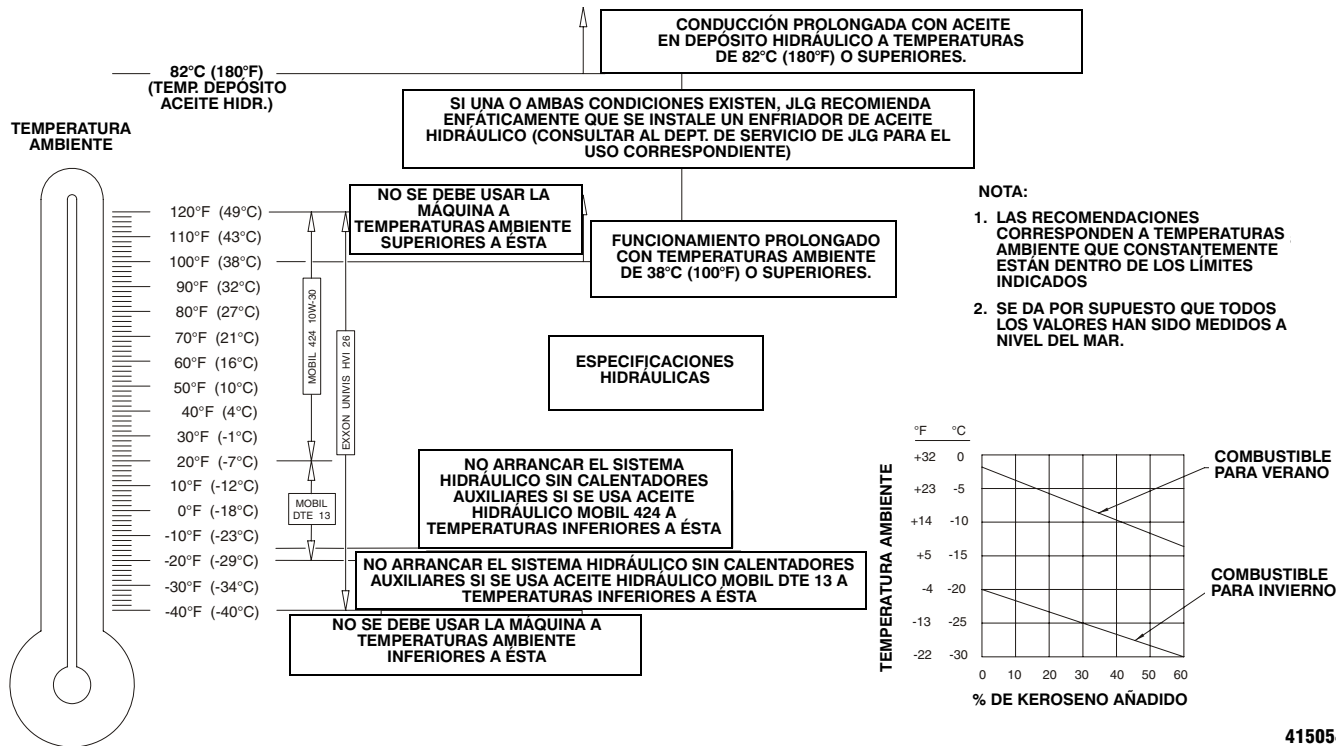 CONDUCCIÓN PROLONGADA CON ACEITE
EN DEPÓSITO HIDRÁULICO A TEMPERATURAS
DE 82°C (180°F) O SUPERIORES.
82°C (180°F)
(TEMP. DEPÓSITO
ACEITE HIDR.)
SI UNA O AMBAS CONDICIONES EXISTEN, JLG RECOMIENDA
ENFÁTICAMENTE QUE SE INSTALE UN ENFRIADOR DE ACEITE
HIDRÁULICO (CONSULTAR AL DEPT. DE SERVICIO DE JLG PARA EL
USO CORRESPONDIENTE)
TEMPERATURA
AMBIENTE
120°F (49°C)
110°F (43°C)
100°F (38°C)
90°F (32°C)
80°F (27°C)
70°F (21°C)
60°F (16°C)
50°F (10°C)
40°F (4°C)
30°F (-1°C)
20°F (-7°C)
10°F (-12°C)
0°F (-18°C)
-10°F (-23°C)
-20°F (-29°C)
-30°F (-34°C)
-40°F (-40°C)
MOBIL 424 10W-30
EXXON UNIVIS HVI 26
MOBIL
DTE 13
NO SE DEBE USAR LA
MÁQUINA A
TEMPERATURAS AMBIENTE
SUPERIORES A ÉSTA
FUNCIONAMIENTO PROLONGADO
CON TEMPERATURAS AMBIENTE
DE 38°C (100°F) O SUPERIORES.
ESPECIFICACIONES
HIDRÁULICAS
NO ARRANCAR EL SISTEMA
HIDRÁULICO SIN CALENTADORES
AUXILIARES SI SE USA ACEITE
HIDRÁULICO MOBIL 424 A
TEMPERATURAS INFERIORES A ÉSTA
NO ARRANCAR EL SISTEMA HIDRÁULICO SIN CALENTADORES
AUXILIARES SI SE USA ACEITE HIDRÁULICO MOBIL DTE 13 A
TEMPERATURAS INFERIORES A ÉSTA
NO SE DEBE USAR LA MÁQUINA A
TEMPERATURAS AMBIENTE
INFERIORES A ÉSTA
NOTA:
1. LAS RECOMENDACIONES
CORRESPONDEN A TEMPERATURAS
AMBIENTE QUE CONSTANTEMENTE
ESTÁN DENTRO DE LOS LÍMITES
INDICADOS
2. SE DA POR SUPUESTO QUE TODOS
LOS VALORES HAN SIDO MEDIDOS A
NIVEL DEL MAR.
°F °C
+32 0
+23 -5
+14 -10
+5 -15
-4 -20
-13 -25
-22 -30
TEMPERATURA AMBIENTE
0 10 20 30 40 50 60
% DE KEROSENO AÑADIDO
COMBUSTIBLE
PARA VERANO
COMBUSTIBLE
PARA INVIERNO
41505